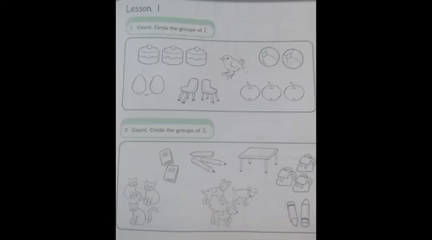 Lesson 1
1 Count. Circle the groups of 2.
2 Count. Circle the groups of 3.